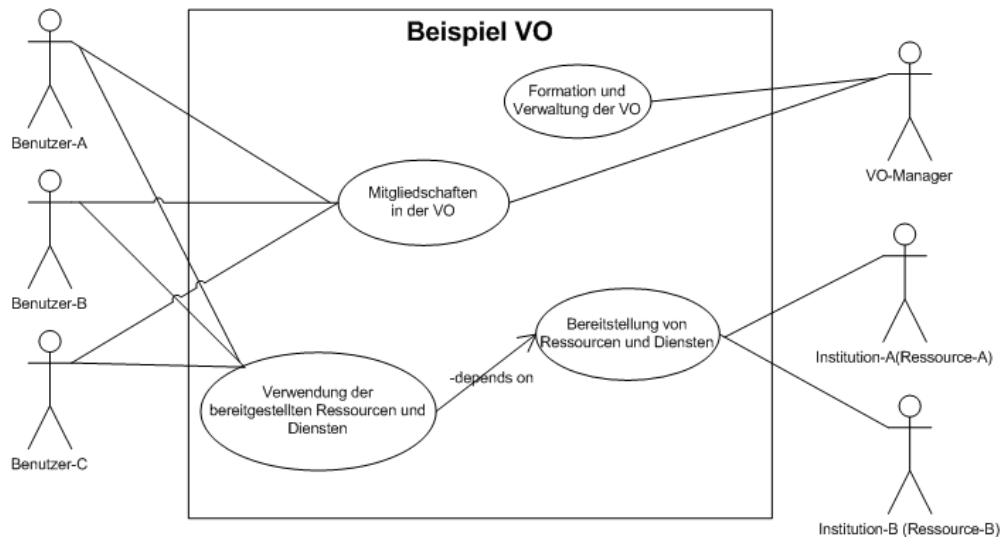 Beispiel VO
Benutzer-A
Formation und
Verwaltung der VO
VO-Manager
Mitgliedschaften
in der VO
Benutzer-B
Bereitstellung von
Ressourcen und Diensten
Institution-A(Ressource-A)
-depends on
Verwendung der
bereitgestellten Ressourcen und
Diensten
Benutzer-C
Institution-B (Ressource-B)